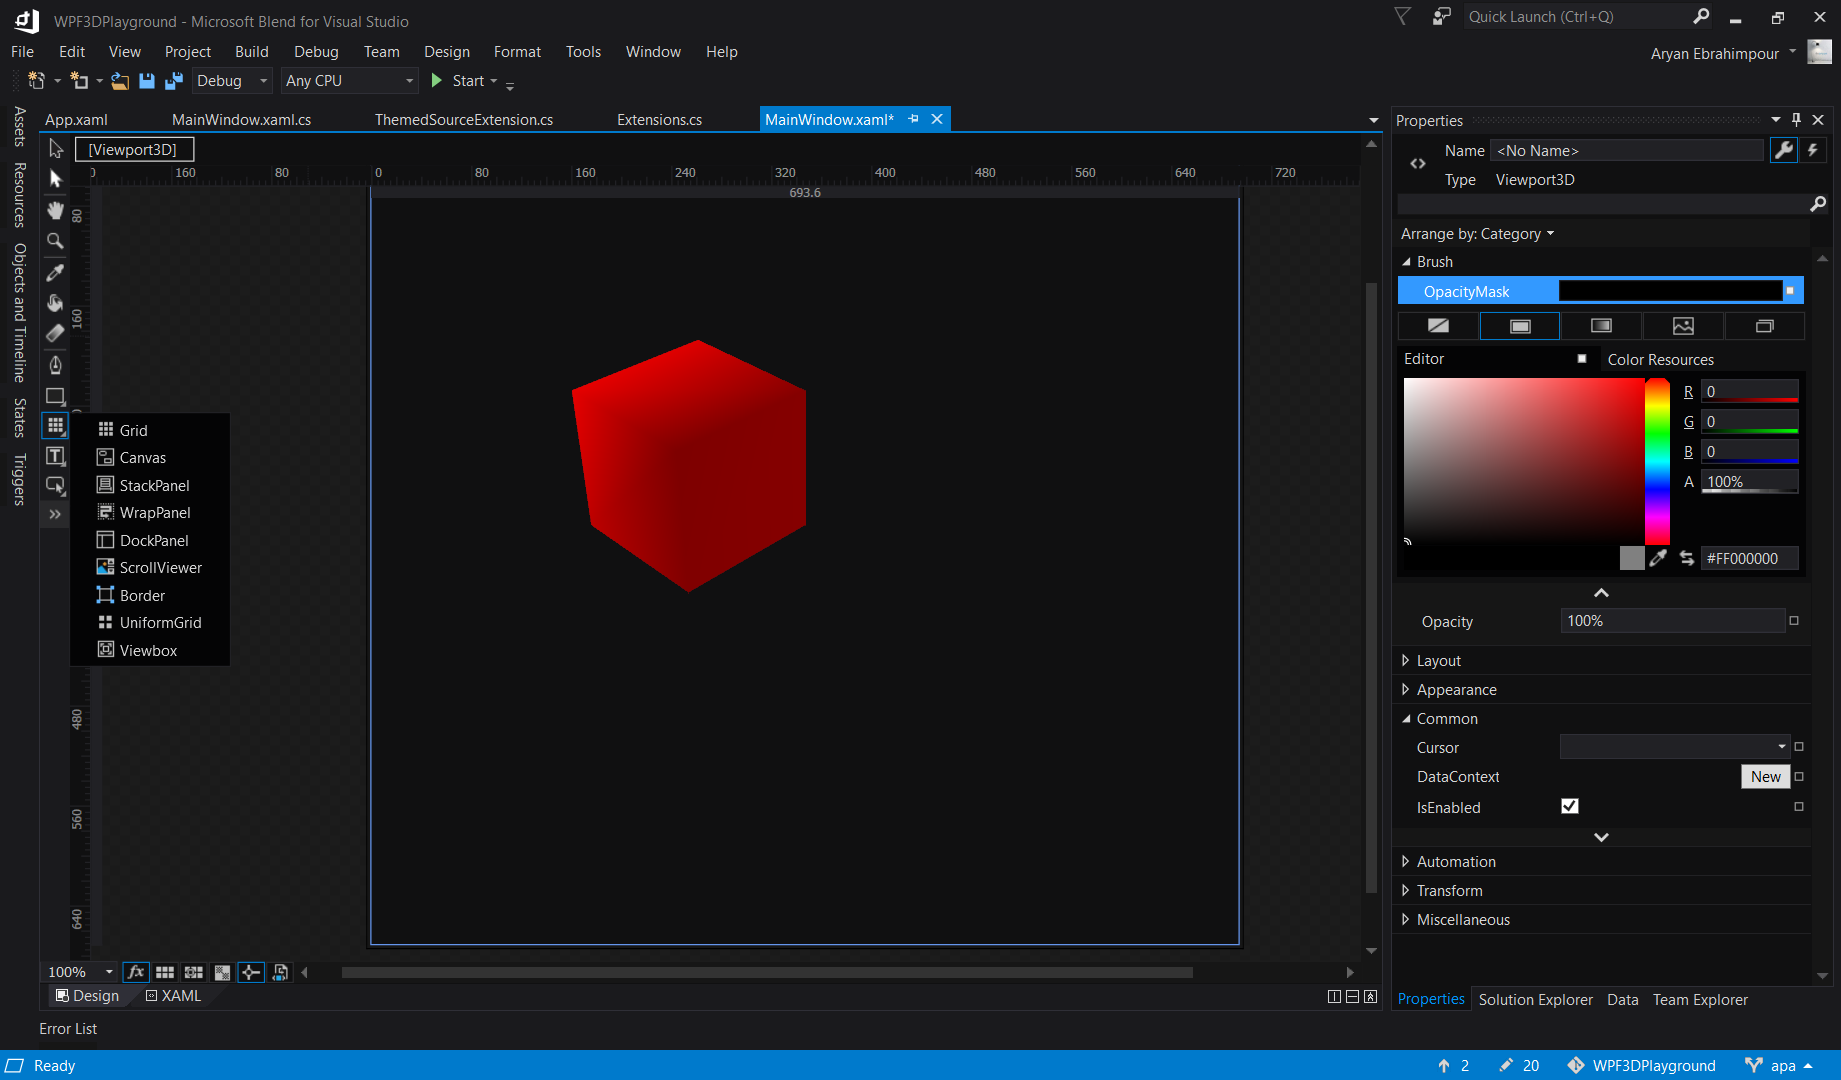 WPF3DPlayground - Microsoft Blend for Visual Studio
Quick Launch (Ctrl+Q)
File Edit View Project Build Debug Team Design Format Tools Window Help
Aryan Ebrahimpour
Debug Any CPU Start
Assets
Resources
Objects and Timeline
States
Triggers
App.xaml MainWindow.xaml.cs ThemedSourceExtension.cs Extensions.cs MainWindow.xaml*
[Viewport3D]
160 80 0 80 160 240 320 400 480 560 640 720
693.6
80
160
480
560
640
Grid
Canvas
StackPanel
WrapPanel
DockPanel
ScrollViewer
Border
UniformGrid
Viewbox
100% fx
Design XAML
Error List
Properties
Name <No Name>
Type Viewport3D
Arrange by: Category
Brush
OpacityMask
Editor Color Resources
R 0
G 0
B 0
A 100%
#FF000000
Opacity 100%
Layout
Appearance
Common
Cursor
DataContext New
IsEnabled
Automation
Transform
Miscellaneous
Properties Solution Explorer Data Team Explorer
Ready 2 20 WPF3DPlayground apa